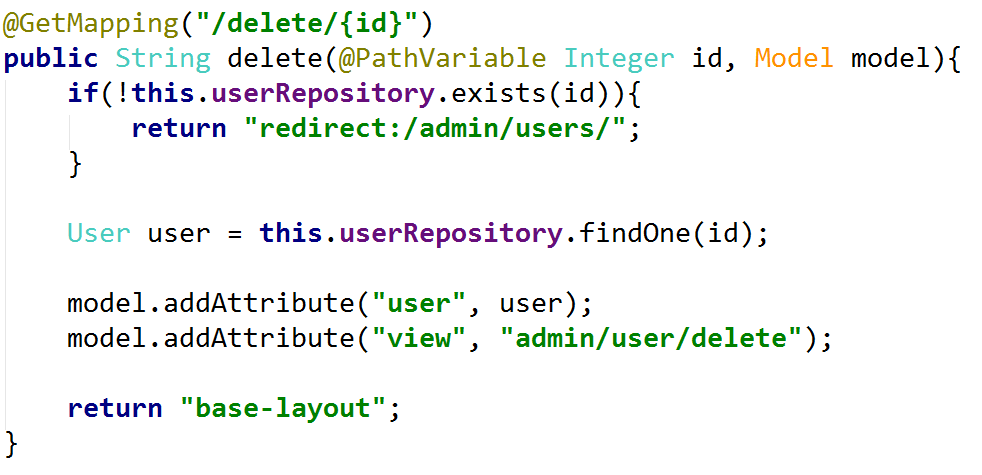 @GetMapping("/delete/{id}")
public String delete(@PathVariable Integer id, Model model){
    if(!this.userRepository.exists(id)){
        return "redirect:/admin/users/";
    }

    User user = this.userRepository.findOne(id);

    model.addAttribute("user", user);
    model.addAttribute("view", "admin/user/delete");

    return "base-layout";
}